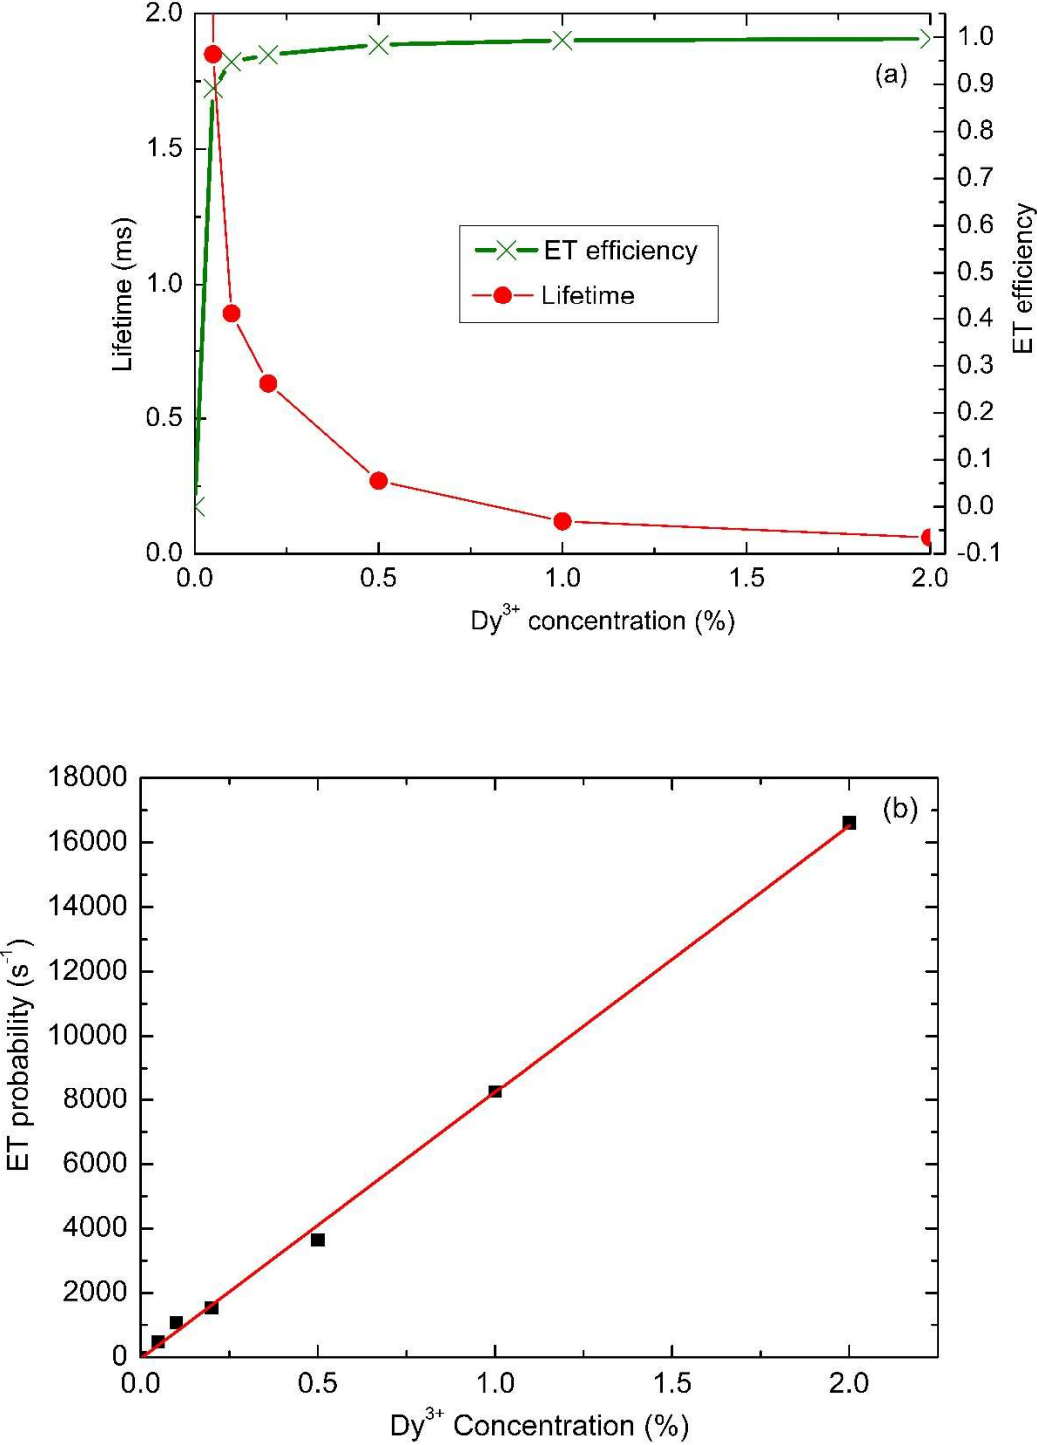 2.0
1.5
1.0
0.5
0.0
Lifetime (ms)
(a)
ET efficiency
Lifetime
1.0
0.9
0.8
0.7
0.6
0.5
0.4
0.3
0.2
0.1
0.0
-0.1
ET efficiency
0.0 0.5 1.0 1.5 2.0
Dy³⁺ concentration (%)
18000
16000
14000
12000
10000
8000
6000
4000
2000
0
ET probability (s⁻¹)
(b)
0.0 0.5 1.0 1.5 2.0
Dy³⁺ Concentration (%)